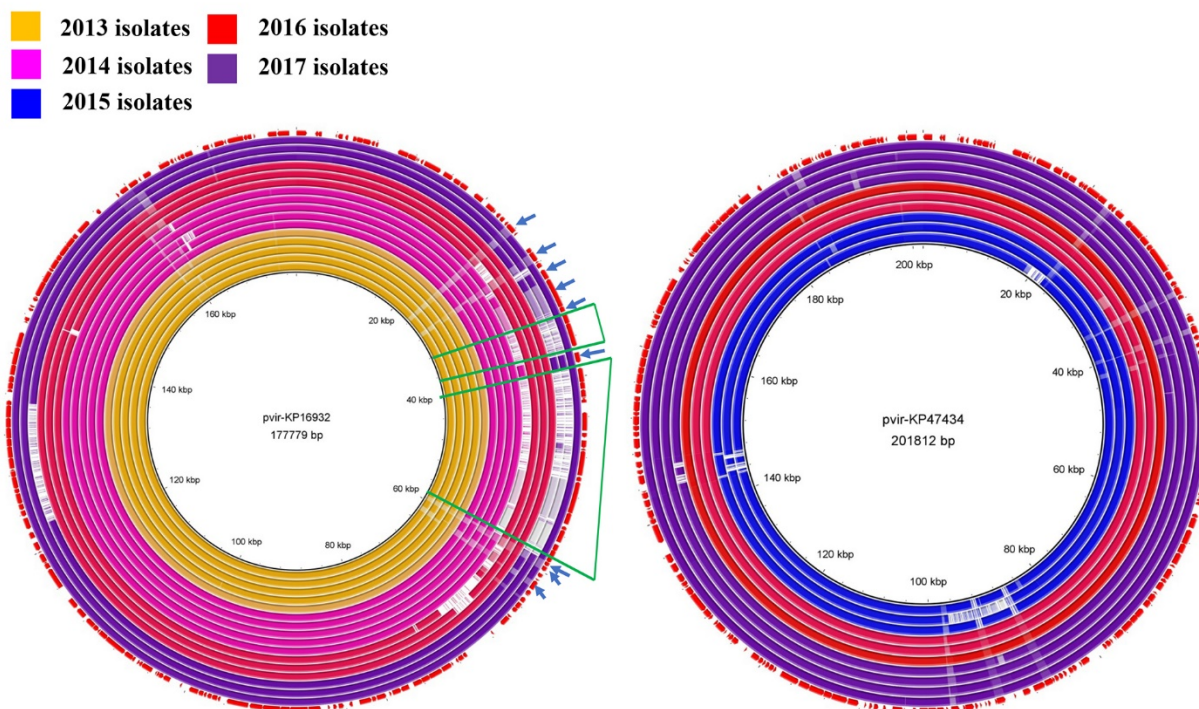 2013 isolates
2016 isolates
2014 isolates
2017 isolates
2015 isolates
160 kbp
20 kbp
140 kbp
40 kbp
pvir-KP16932
177779 bp
120 kbp
60 kbp
100 kbp
80 kbp
200 kbp
180 kbp
20 kbp
160 kbp
40 kbp
pvir-KP47434
201812 bp
140 kbp
60 kbp
120 kbp
80 kbp
100 kbp